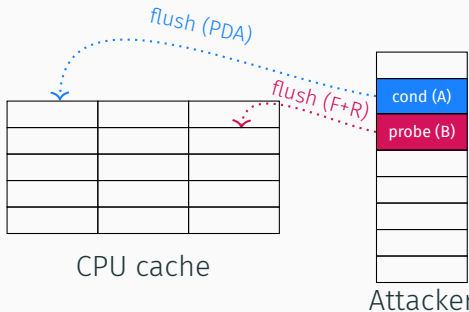 flush (PDA)
flush (F+R)
cond (A)
probe (B)
CPU cache
Attacker